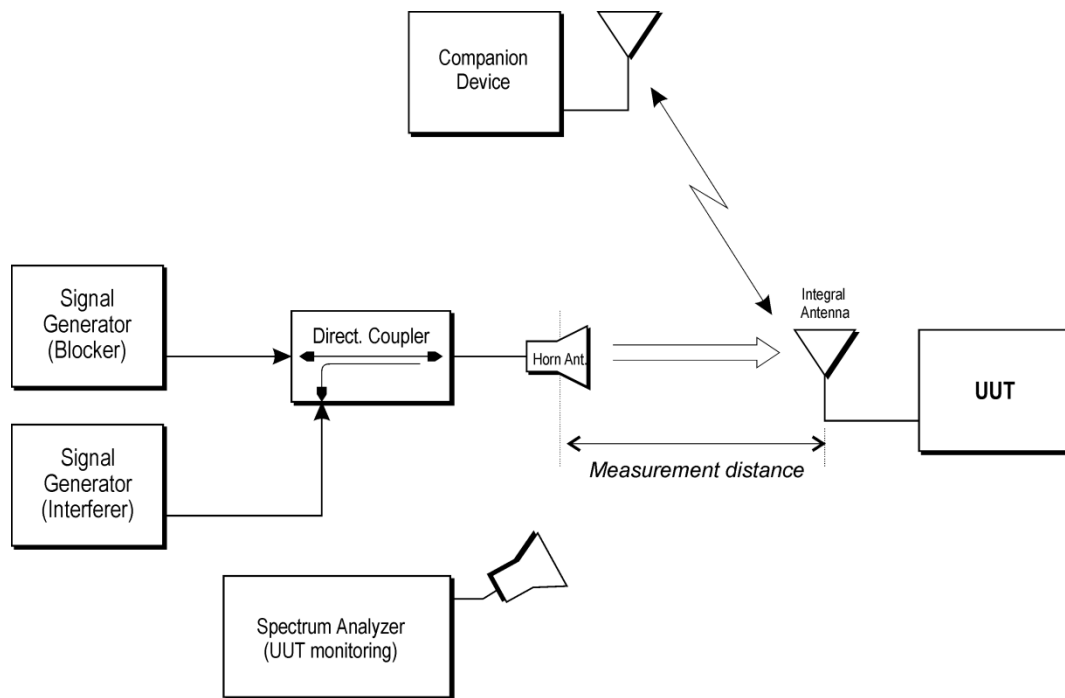 Companion
Device
Integral
Antenna
Signal
Generator
(Blocker)
Direct. Coupler
Horn Ant.
UUT
Measurement distance
Signal
Generator
(Interferer)
Spectrum Analyzer
(UUT monitoring)